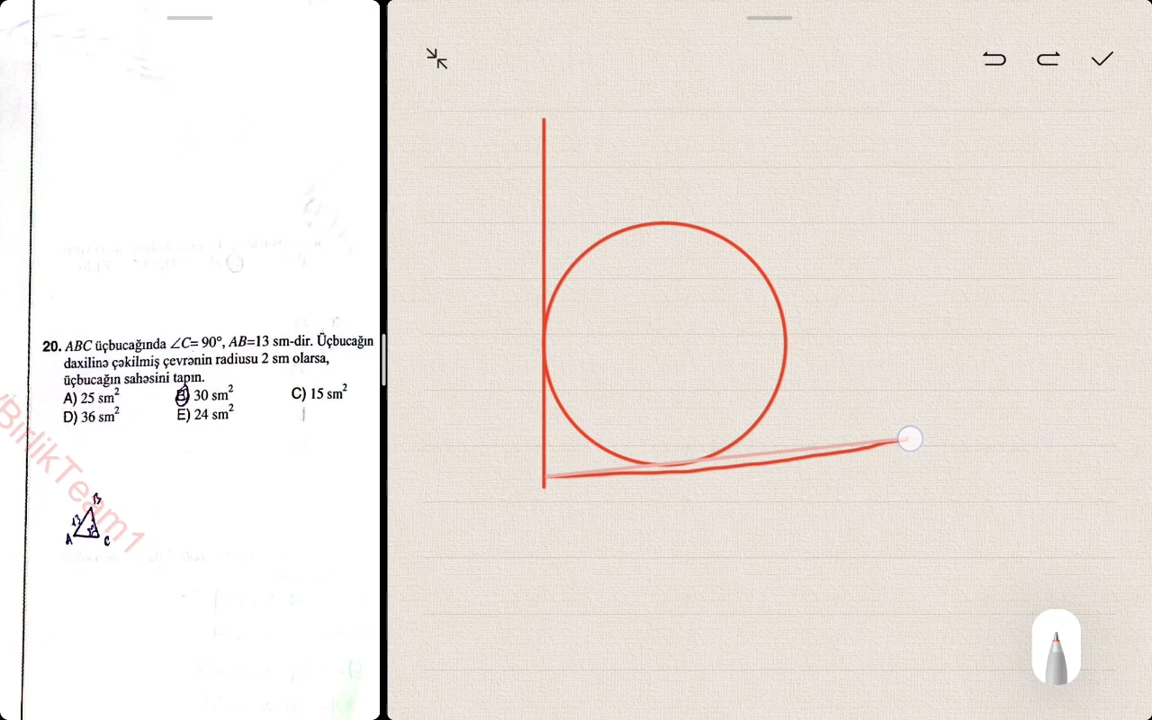 20. ABC üçbucağında ∠C= 90°, AB=13 sm-dir. Üçbucağın
daxilinə çəkilmiş çevrənin radiusu 2 sm olarsa,
üçbucağın sahəsini tapın.
A) 25 sm² B) 30 sm² C) 15 sm²
D) 36 sm² E) 24 sm²
/BirlikTeam1
B
13
A C